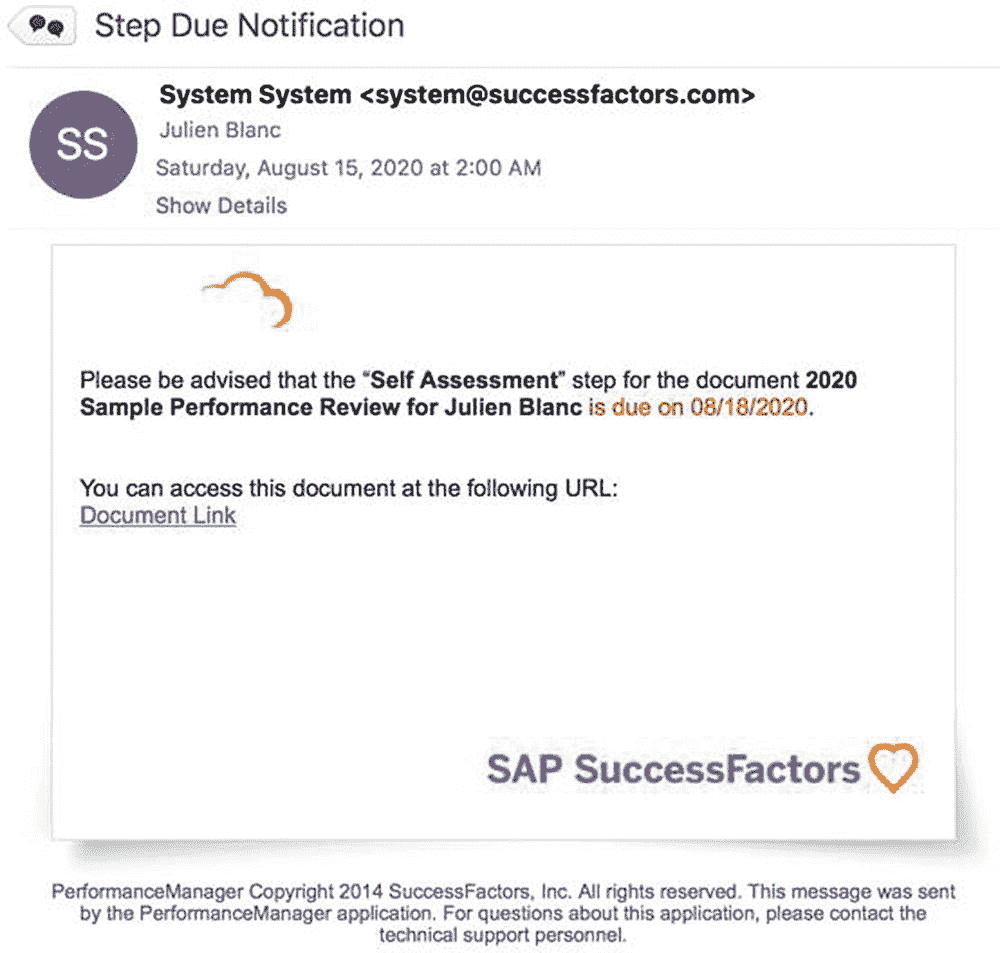 Step Due Notification
System System <system@successfactors.com>
SS
Julien Blanc
Saturday, August 15, 2020 at 2:00 AM
Show Details
Please be advised that the “Self Assessment” step for the document 2020
Sample Performance Review for Julien Blanc is due on 08/18/2020.
You can access this document at the following URL:
Document Link
SAP SuccessFactors
PerformanceManager Copyright 2014 SuccessFactors, Inc. All rights reserved. This message was sent
by the PerformanceManager application. For questions about this application, please contact the
technical support personnel.